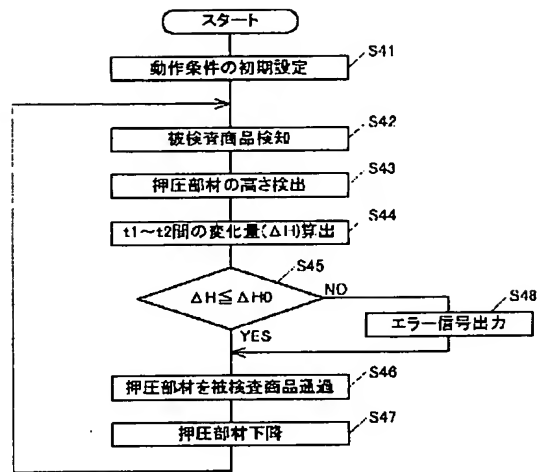 スタート
S41
動作条件の初期設定
S42
被検査商品検知
S43
押圧部材の高さ検出
S44
t1～t2間の変化量(ΔH)算出
S45
ΔH≦ΔH0
NO
S48
エラー信号出力
YES
S46
押圧部材を被検査商品通過
S47
押圧部材下降